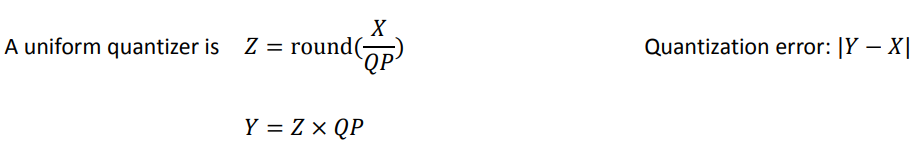 A uniform quantizer is Z = round(X/QP) Quantization error: |Y − X|
Y = Z × QP